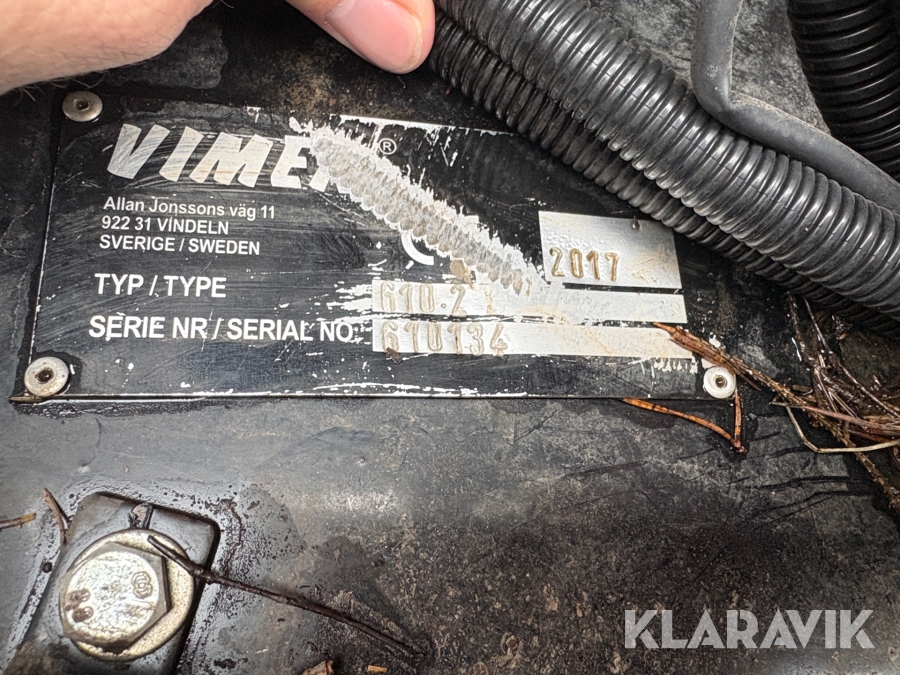 VIMEK®
Allan Jonssons väg 11
922 31 VINDELN
SVERIGE / SWEDEN
2017
TYP / TYPE 610.2
SERIE NR / SERIAL NO: 610134
KLARAVIK